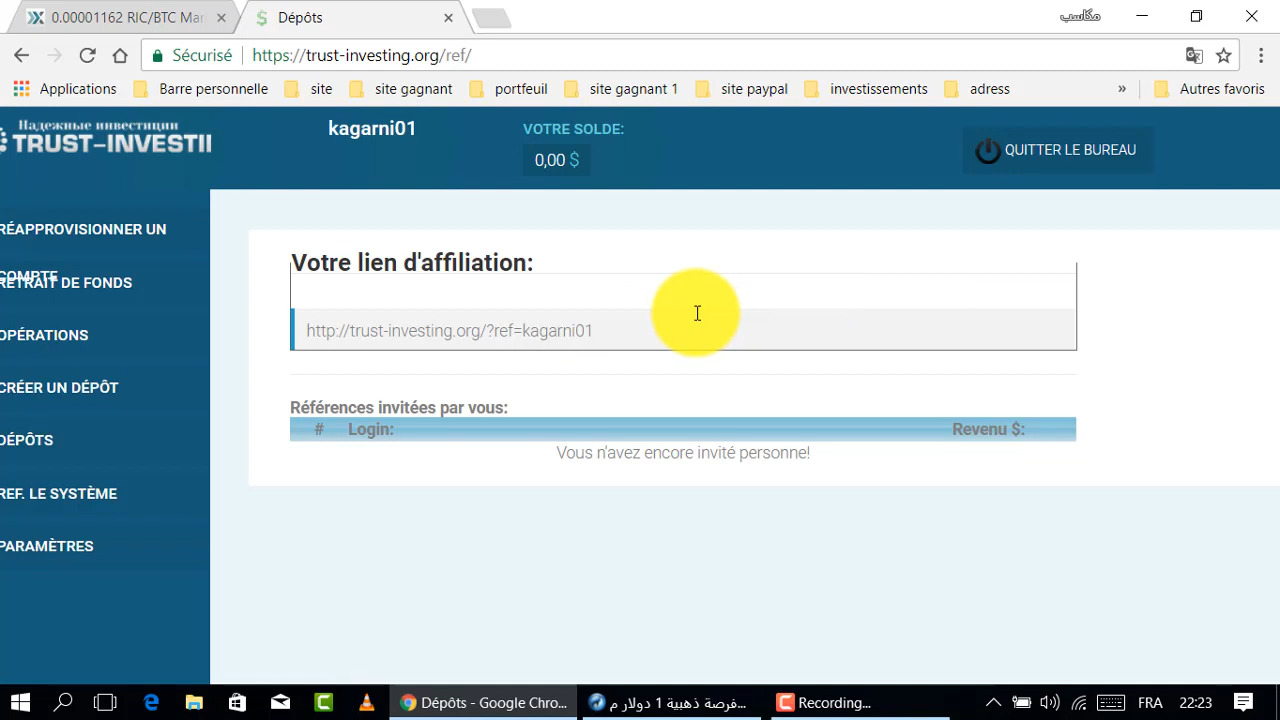 0.00001162 RIC/BTC Mar
Dépôts
مكاسب
Sécurisé
https://trust-investing.org/ref/
Applications
Barre personnelle
site
site gagnant
portfeuil
site gagnant 1
site paypal
investissements
adress
»
Autres favoris
Надежные инвестиции
TRUST-INVESTI
kagarni01
VOTRE SOLDE:
0,00 $
QUITTER LE BUREAU
RÉAPPROVISIONNER UN
COMPTE
RETRAIT DE FONDS
OPÉRATIONS
CRÉER UN DÉPÔT
DÉPÔTS
REF. LE SYSTÈME
PARAMÈTRES
Votre lien d'affiliation:
http://trust-investing.org/?ref=kagarni01
Références invitées par vous:
# Login: Revenu $:
Vous n'avez encore invité personne!
Dépôts - Google Chro...
فرصة ذهبية 1 دولار م...
Recording...
FRA
22:23